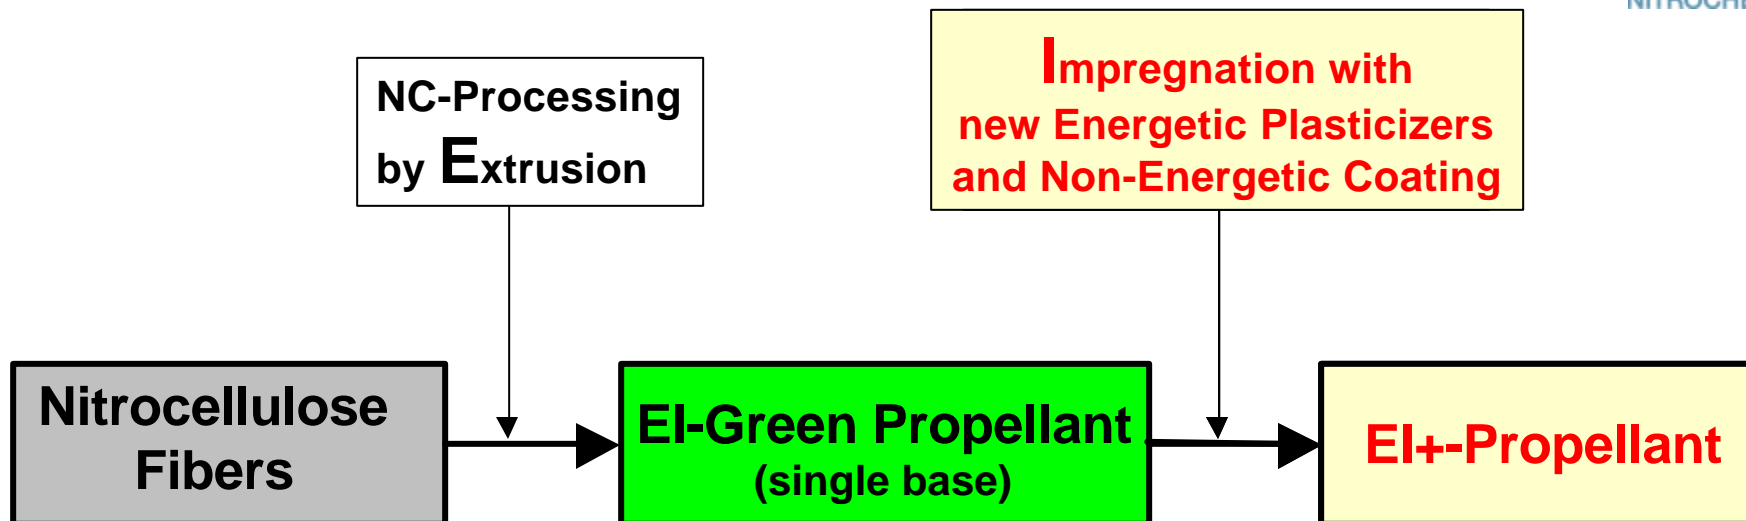 NITROCHE
NC-Processing
by Extrusion
Impregnation with
new Energetic Plasticizers
and Non-Energetic Coating
Nitrocellulose
Fibers
EI-Green Propellant
(single base)
EI+-Propellant